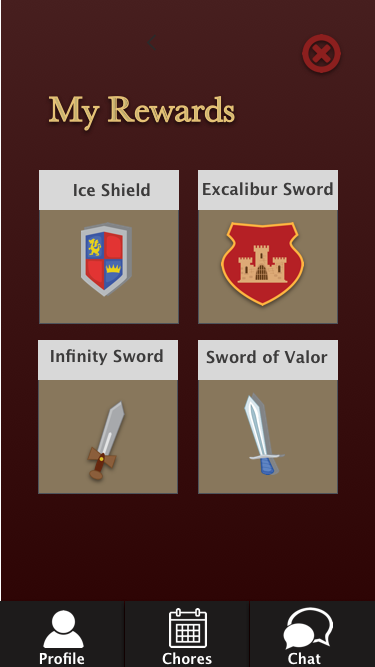 My Rewards
Ice Shield
Excalibur Sword
Infinity Sword
Sword of Valor
Profile
Chores
Chat